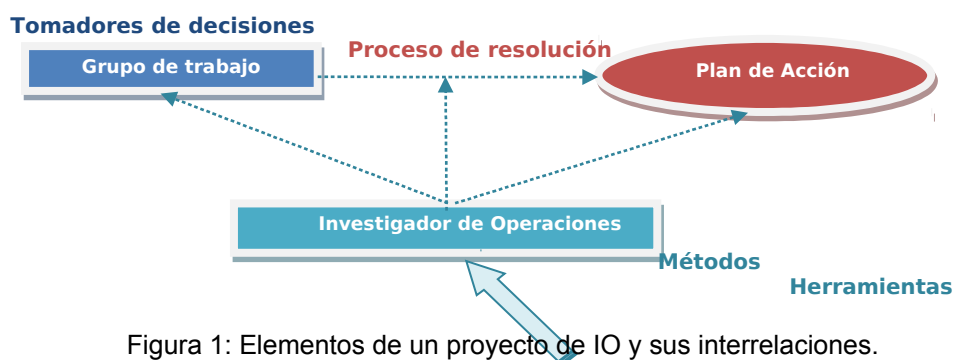 Tomadores de decisiones
Proceso de resolución
Grupo de trabajo
Plan de Acción
Investigador de Operaciones
Métodos
Herramientas
Figura 1: Elementos de un proyecto de IO y sus interrelaciones.